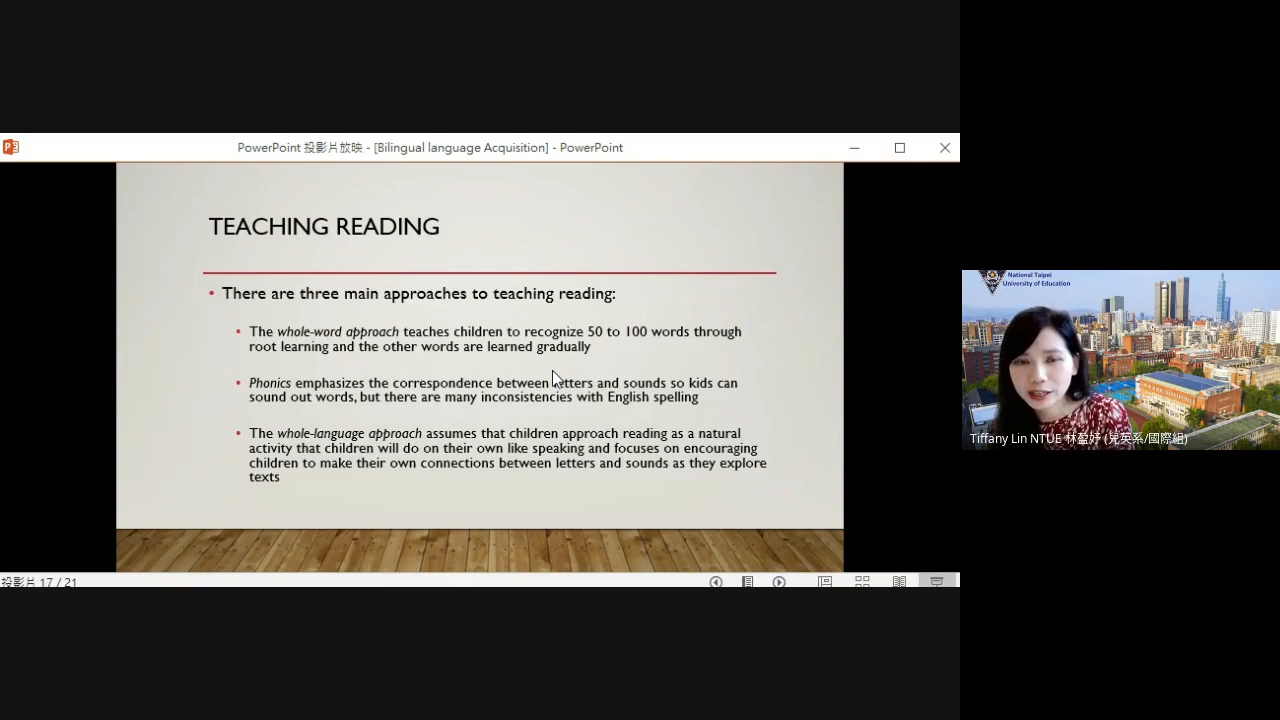 PowerPoint 投影片放映 - [Bilingual language Acquisition] - PowerPoint
TEACHING READING
• There are three main approaches to teaching reading:
• The whole-word approach teaches children to recognize 50 to 100 words through
root learning and the other words are learned gradually
• Phonics emphasizes the correspondence between letters and sounds so kids can
sound out words, but there are many inconsistencies with English spelling
• The whole-language approach assumes that children approach reading as a natural
activity that children will do on their own like speaking and focuses on encouraging
children to make their own connections between letters and sounds as they explore
texts
投影片 17 / 21
National Taipei
University of Education
Tiffany Lin NTUE 林盈妤 (兒英系/國際組)